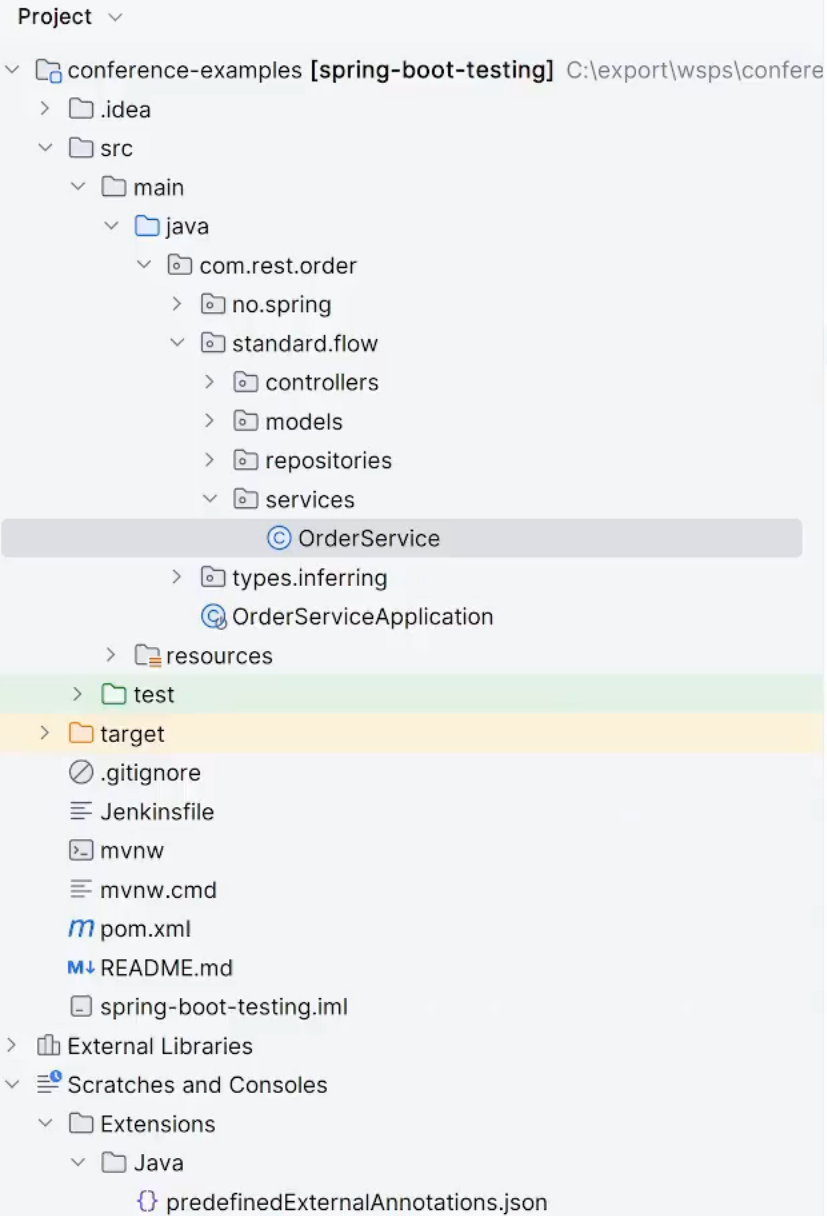 Project
conference-examples [spring-boot-testing] C:\export\wsps\confere
.idea
src
main
java
com.rest.order
no.spring
standard.flow
controllers
models
repositories
services
OrderService
types.inferring
OrderServiceApplication
resources
test
target
.gitignore
Jenkinsfile
mvnw
mvnw.cmd
pom.xml
README.md
spring-boot-testing.iml
External Libraries
Scratches and Consoles
Extensions
Java
predefinedExternalAnnotations.json